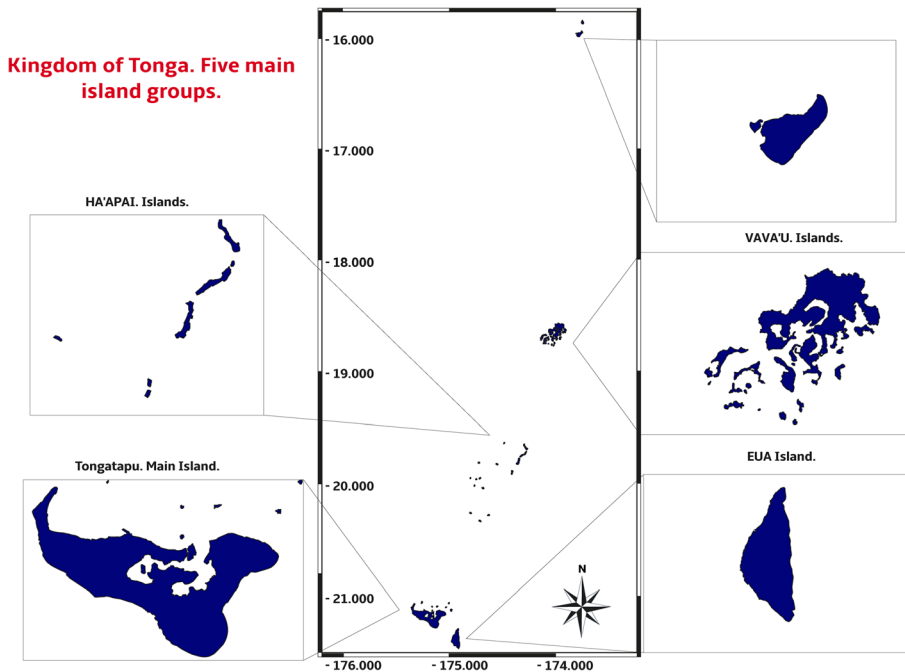 Kingdom of Tonga. Five main
island groups.
- 16.000
- 17.000
HA'APAI. Islands.
VAVA'U. Islands.
- 18.000
- 19.000
Tongatapu. Main Island.
EUA Island.
- 20.000
N
- 21.000
- 176.000
- 175.000
- 174.000